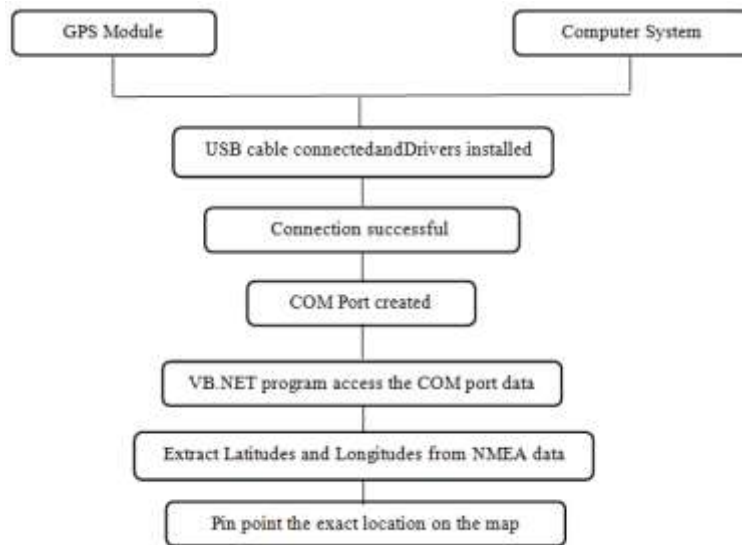 GPS Module
Computer System
USB cable connectedandDrivers installed
Connection successful
COM Port created
VB.NET program access the COM port data
Extract Latitudes and Longitudes from NMEA data
Pin point the exact location on the map